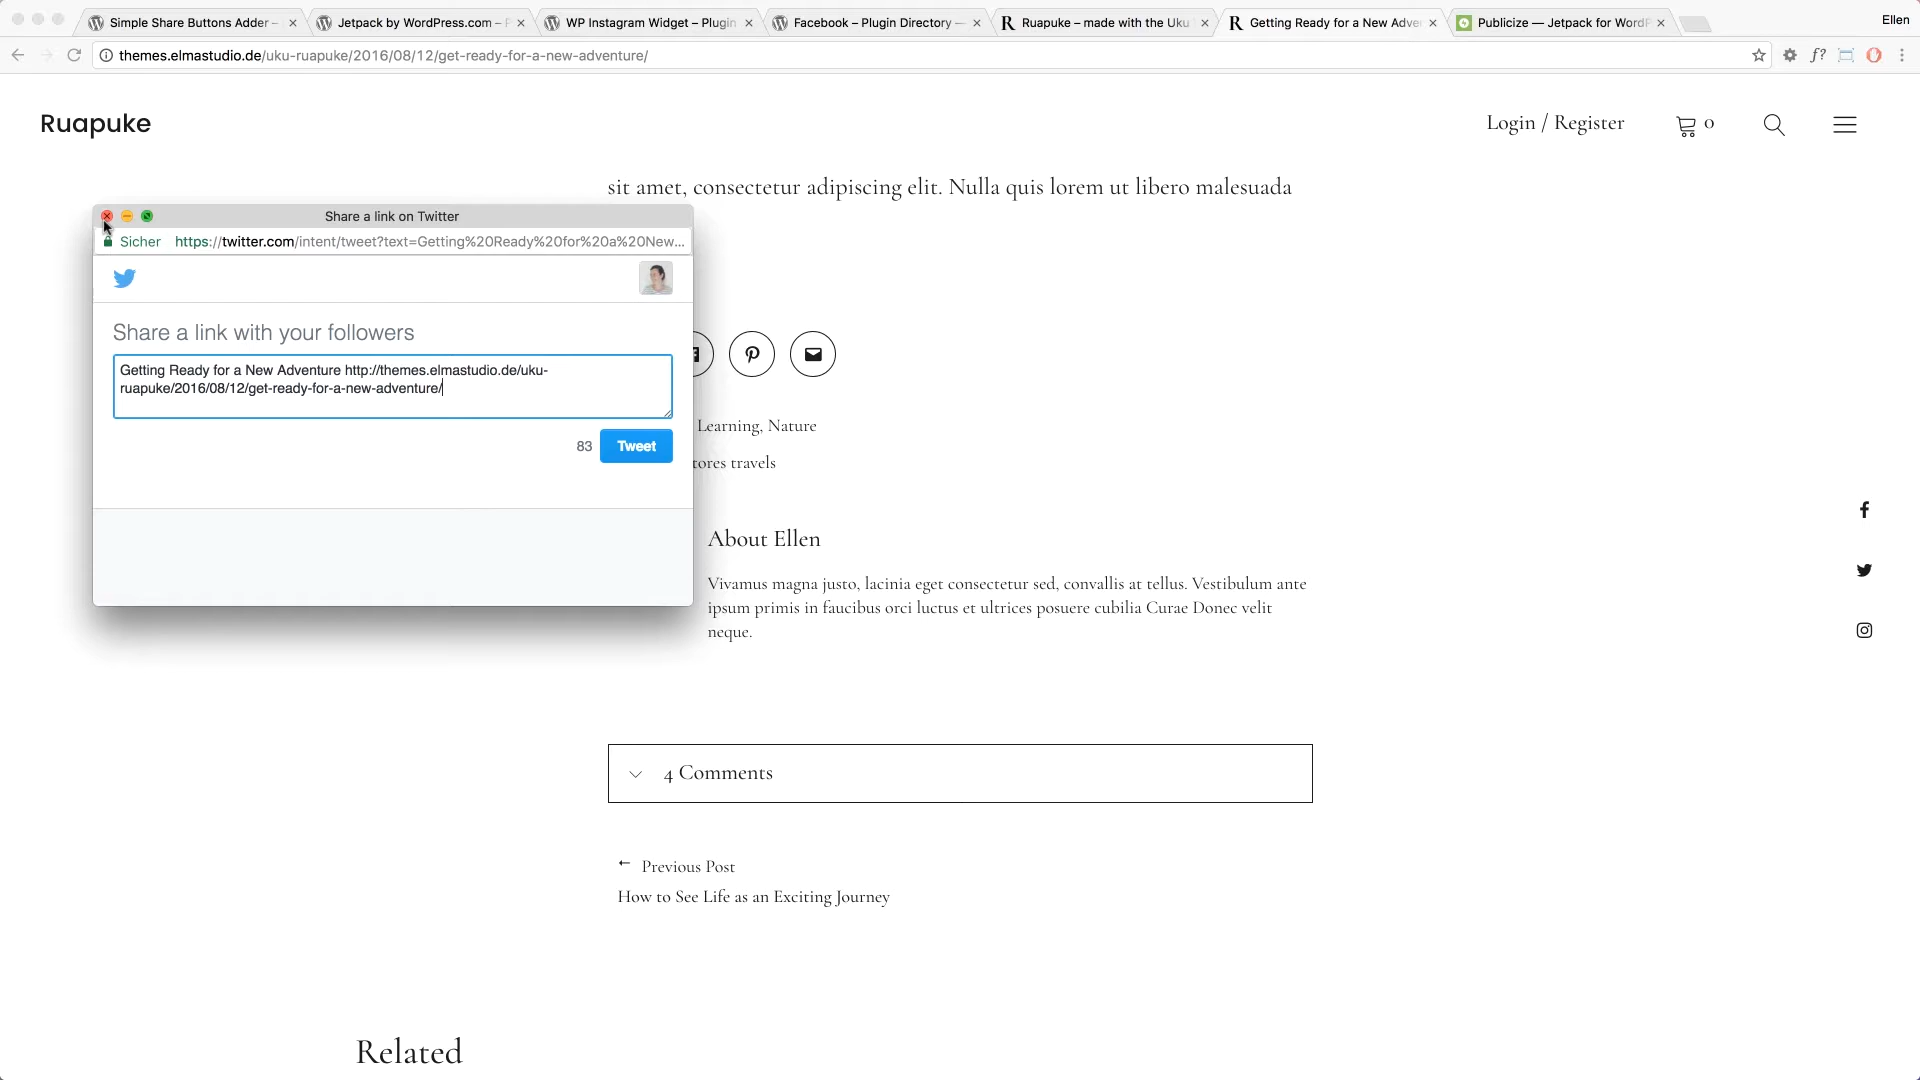 Simple Share Buttons Adder –
Jetpack by WordPress.com –
WP Instagram Widget – Plugin
Facebook – Plugin Directory —
Ruapuke – made with the Uku
Getting Ready for a New Adve
Publicize — Jetpack for WordP
Ellen
themes.elmastudio.de/uku-ruapuke/2016/08/12/get-ready-for-a-new-adventure/
f?
Ruapuke
Login / Register
0
sit amet, consectetur adipiscing elit. Nulla quis lorem ut libero malesuada
Share a link on Twitter
Sicher https://twitter.com/intent/tweet?text=Getting%20Ready%20for%20a%20New...
Share a link with your followers
Getting Ready for a New Adventure http://themes.elmastudio.de/uku-
ruapuke/2016/08/12/get-ready-for-a-new-adventure/
83
Tweet
Learning, Nature
tores travels
About Ellen
Vivamus magna justo, lacinia eget consectetur sed, convallis at tellus. Vestibulum ante
ipsum primis in faucibus orci luctus et ultrices posuere cubilia Curae Donec velit
neque.
4 Comments
← Previous Post
How to See Life as an Exciting Journey
Related